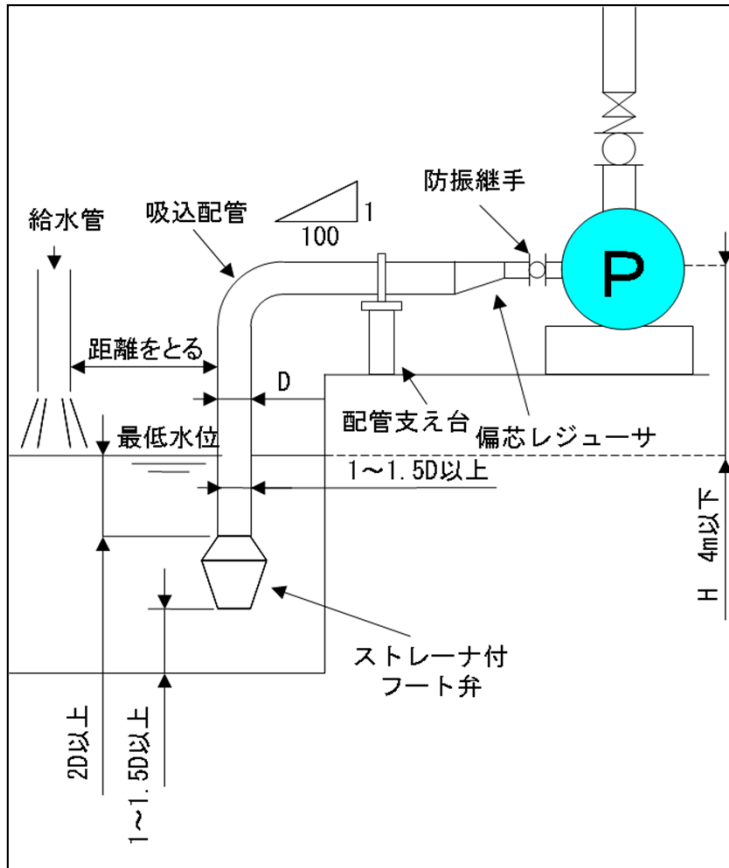 防振継手
吸込配管
1
100
給水管
P
距離をとる
D
配管支え台
偏芯レジューサ
最低水位
1～1.5D以上
H 4m以下
ストレーナ付
フート弁
2D以上
1～1.5D以上